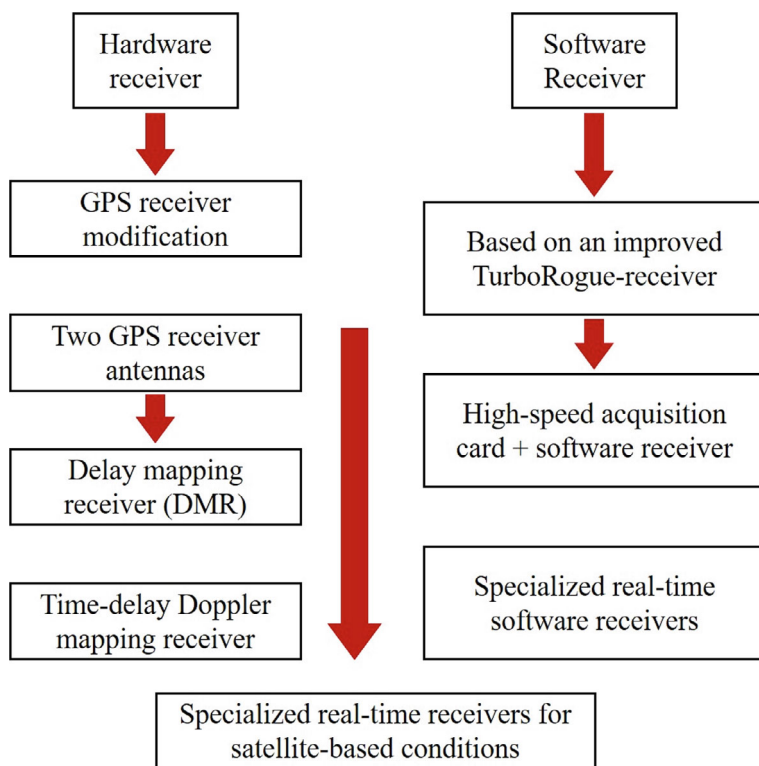 Hardware
receiver
GPS receiver
modification
Two GPS receiver
antennas
Delay mapping
receiver (DMR)
Time-delay Doppler
mapping receiver
Software
Receiver
Based on an improved
TurboRogue-receiver
High-speed acquisition
card + software receiver
Specialized real-time
software receivers
Specialized real-time receivers for
satellite-based conditions